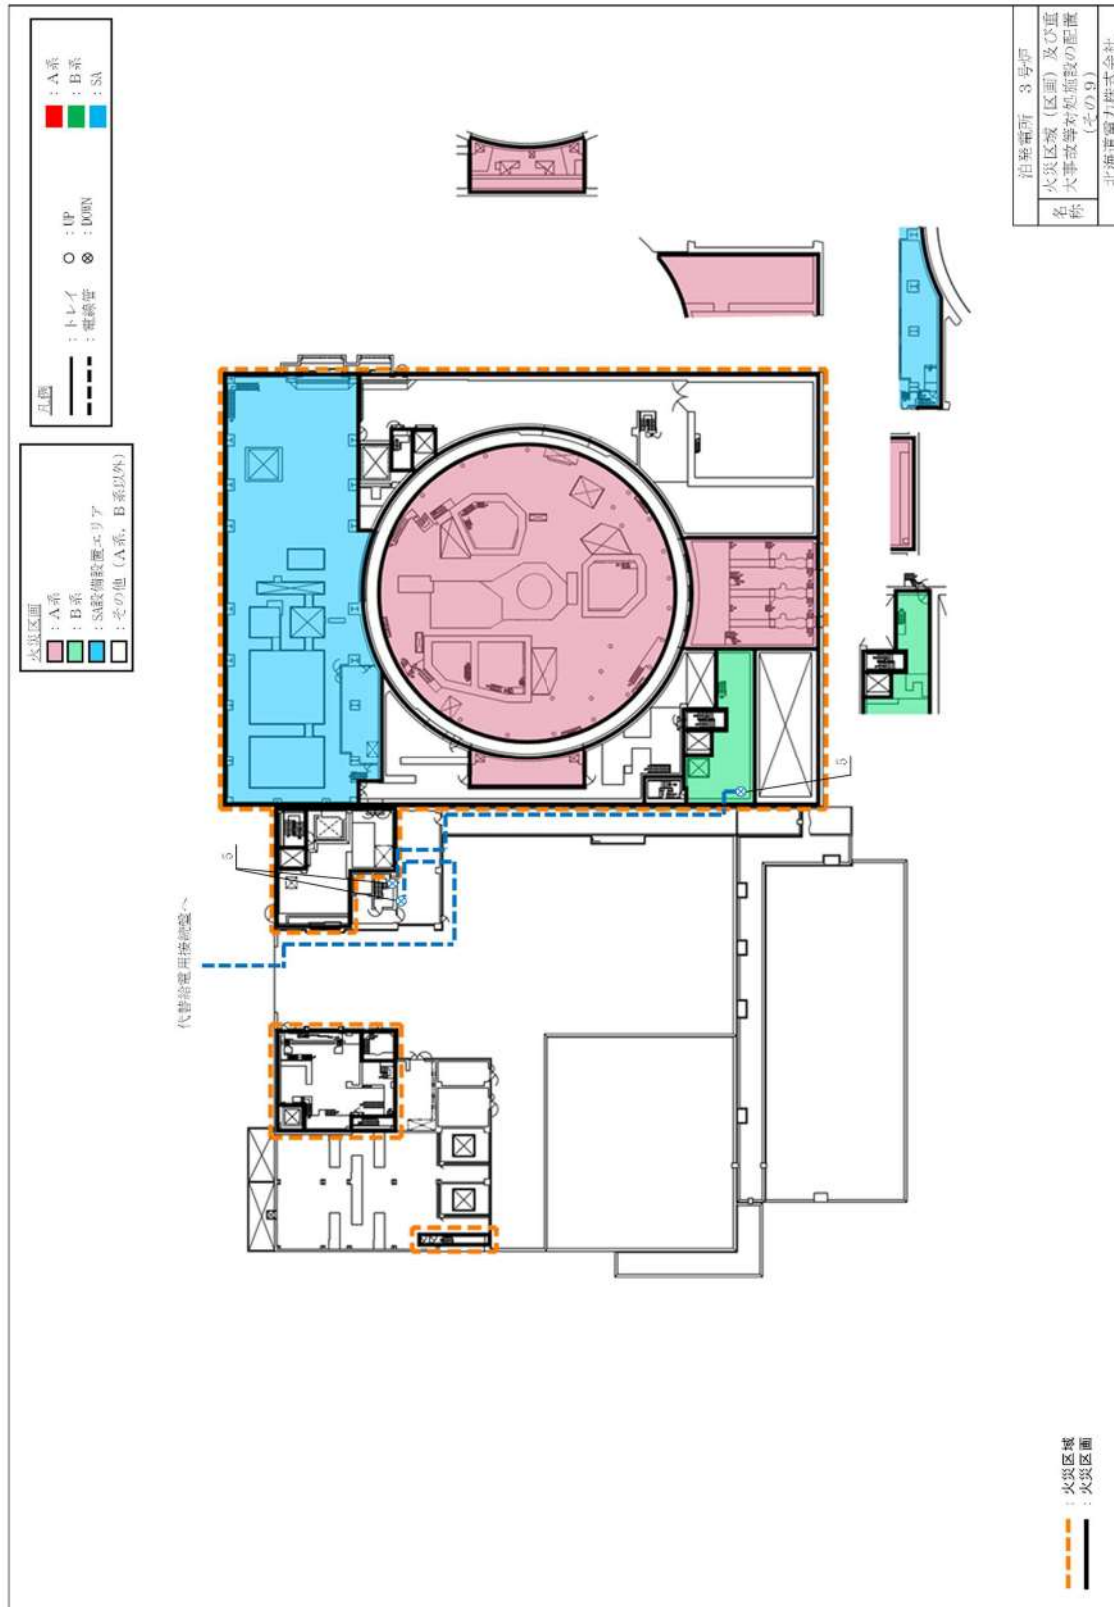 火災区画
: A系
: B系
: SA設備設置エリア
: その他（A系，B系以外）
凡例
: トレイ
: 電線管
: UP
: DOWN
: A系
: B系
: SA
代替給電用接続盤へ
5
5
: 火災区域
: 火災区画
泊発電所　3号炉
名称
火災区域（区画）及び重
大事故等対処施設の配置
（その9）
北海道電力株式会社